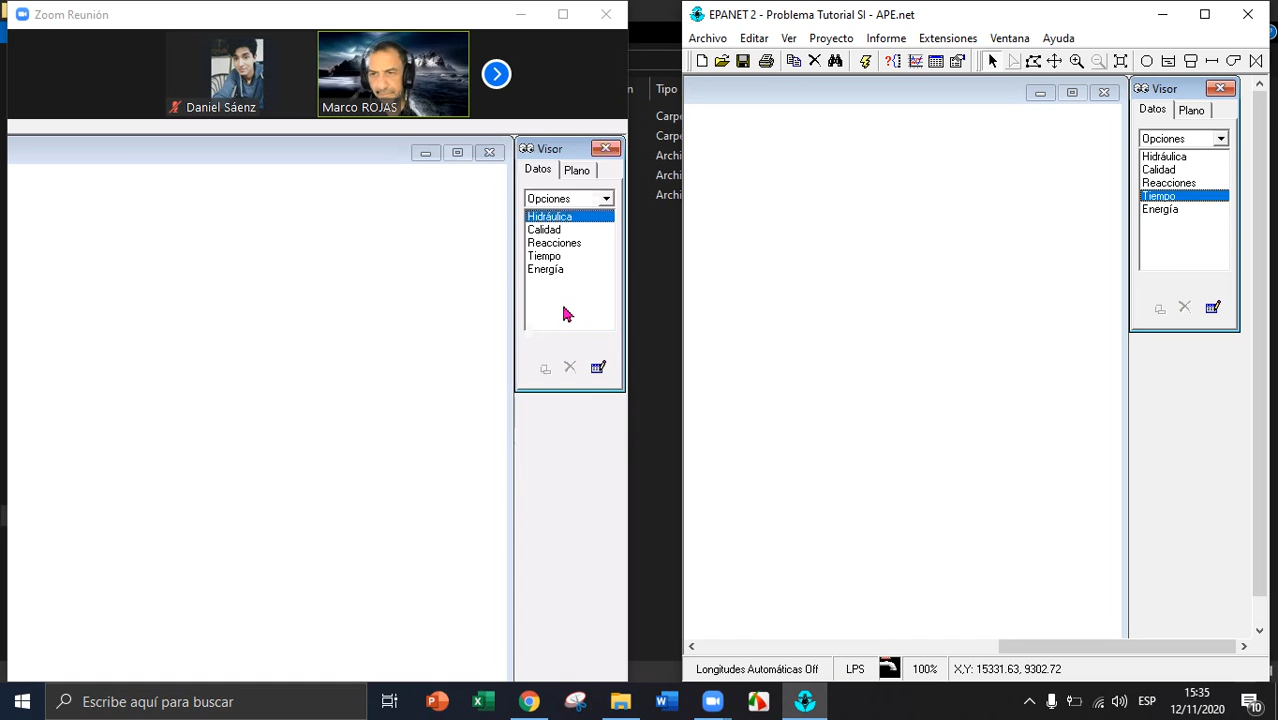 Zoom Reunión
Daniel Sáenz
Marco ROJAS
Visor
Datos
Plano
Opciones
Hidráulica
Calidad
Reacciones
Tiempo
Energía
n
Tipo
Carpe
Carpe
Archi
Archi
Archi
EPANET 2 - Problema Tutorial SI - APE.net
Archivo Editar Ver Proyecto Informe Extensiones Ventana Ayuda
Visor
Datos
Plano
Opciones
Hidráulica
Calidad
Reacciones
Tiempo
Energía
Longitudes Automáticas Off
LPS
100%
X,Y: 15331.63, 9302.72
Escribe aquí para buscar
ESP
15:35
12/11/2020
10